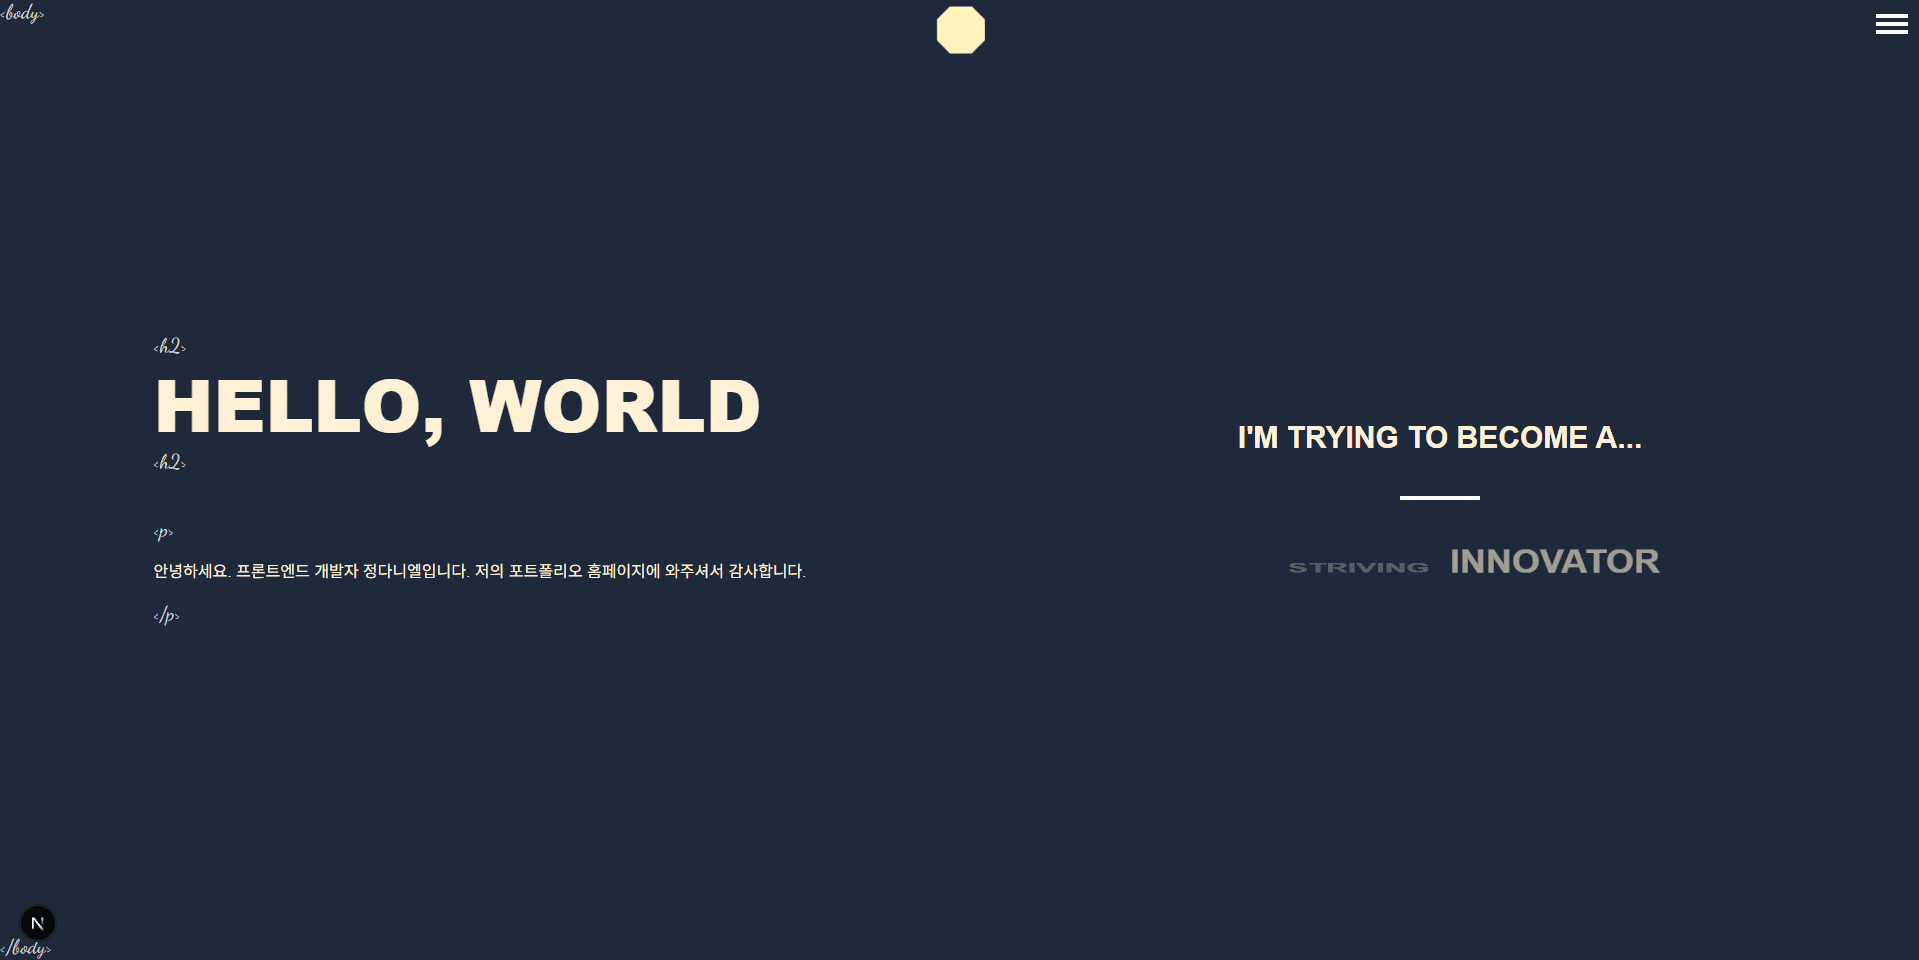 <body>
<h2>
HELLO, WORLD
<h2>
<p>
안녕하세요. 프론트엔드 개발자 정다니엘입니다. 저의 포트폴리오 홈페이지에 와주셔서 감사합니다.
</p>
I'M TRYING TO BECOME A...
STRIVING INNOVATOR
N
</body>